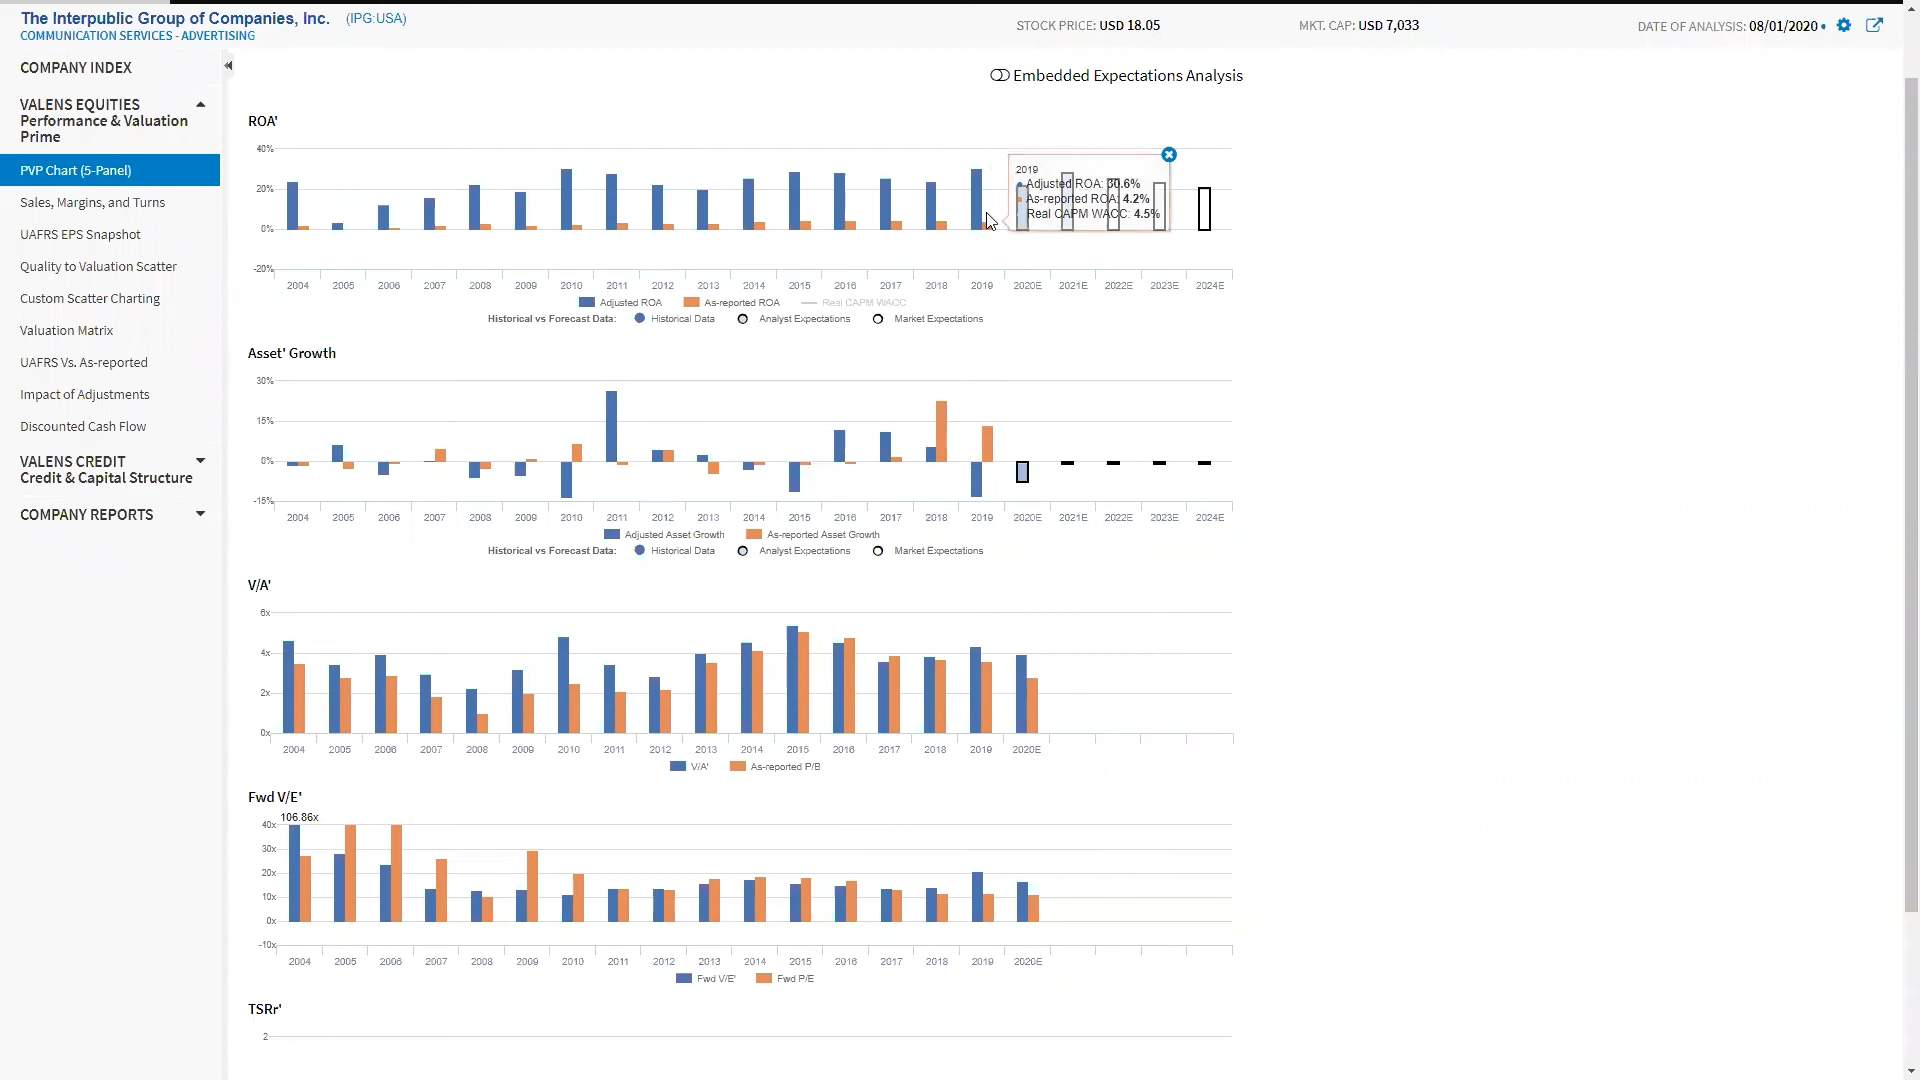 The Interpublic Group of Companies, Inc. (IPG:USA)
COMMUNICATION SERVICES - ADVERTISING
STOCK PRICE: USD 18.05
MKT. CAP: USD 7,033
DATE OF ANALYSIS: 08/01/2020
COMPANY INDEX
VALENS EQUITIES
Performance & Valuation
Prime
PVP Chart (5-Panel)
Sales, Margins, and Turns
UAFRS EPS Snapshot
Quality to Valuation Scatter
Custom Scatter Charting
Valuation Matrix
UAFRS Vs. As-reported
Impact of Adjustments
Discounted Cash Flow
VALENS CREDIT
Credit & Capital Structure
COMPANY REPORTS
Embedded Expectations Analysis
ROA'
40%
20%
0%
-20%
2019
Adjusted ROA: 30.6%
As-reported ROA: 4.2%
Real CAPM WACC: 4.5%
2004 2005 2006 2007 2008 2009 2010 2011 2012 2013 2014 2015 2016 2017 2018 2019 2020E 2021E 2022E 2023E 2024E
Adjusted ROA As-reported ROA Real CAPM WACC
Historical vs Forecast Data: Historical Data Analyst Expectations Market Expectations
Asset' Growth
30%
15%
0%
-15%
2004 2005 2006 2007 2008 2009 2010 2011 2012 2013 2014 2015 2016 2017 2018 2019 2020E 2021E 2022E 2023E 2024E
Adjusted Asset Growth As-reported Asset Growth
Historical vs Forecast Data: Historical Data Analyst Expectations Market Expectations
V/A'
6x
4x
2x
0x
2004 2005 2006 2007 2008 2009 2010 2011 2012 2013 2014 2015 2016 2017 2018 2019 2020E
V/A' As-reported P/B
Fwd V/E'
106.86x
40x
30x
20x
10x
0x
-10x
2004 2005 2006 2007 2008 2009 2010 2011 2012 2013 2014 2015 2016 2017 2018 2019 2020E
Fwd V/E' Fwd P/E
TSRr'
2